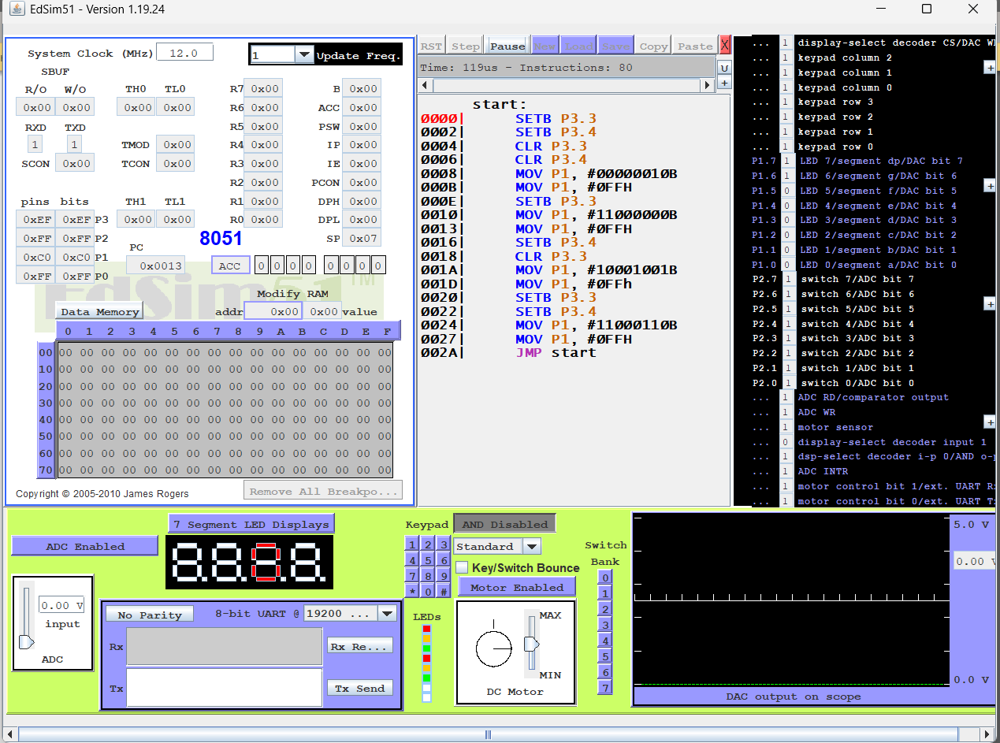 EdSim51 - Version 1.19.24
System Clock (MHz) 12.0
1 Update Freq.
SBUF
R/O W/O TH0 TL0 R7 0x00 B 0x00
0x00 0x00 0x00 0x00 R6 0x00 ACC 0x00
RXD TXD R5 0x00 PSW 0x00
1 1 TMOD 0x00 R4 0x00 IP 0x00
SCON 0x00 TCON 0x00 R3 0x00 IE 0x00
R2 0x00 PCON 0x00
pins bits TH1 TL1 R1 0x00 DPH 0x00
0xEF 0xEF P3 0x00 0x00 R0 0x00 DPL 0x00
0xFF 0xFF P2 8051 SP 0x07
PC
0xC0 0xC0 P1 0x0013 ACC 0 0 0 0 0 0 0 0
0xFF 0xFF P0
EdSim51 TM
Modify RAM
Data Memory addr 0x00 0x00 value
0 1 2 3 4 5 6 7 8 9 A B C D E F
00 00 00 00 00 00 00 00 00 00 00 00 00 00 00 00 00
10 00 00 00 00 00 00 00 00 00 00 00 00 00 00 00 00
20 00 00 00 00 00 00 00 00 00 00 00 00 00 00 00 00
30 00 00 00 00 00 00 00 00 00 00 00 00 00 00 00 00
40 00 00 00 00 00 00 00 00 00 00 00 00 00 00 00 00
50 00 00 00 00 00 00 00 00 00 00 00 00 00 00 00 00
60 00 00 00 00 00 00 00 00 00 00 00 00 00 00 00 00
70 00 00 00 00 00 00 00 00 00 00 00 00 00 00 00 00
Copyright © 2005-2010 James Rogers
Remove All Breakpo...
RST Step Pause New Load Save Copy Paste X
Time: 119us - Instructions: 80
U
+
start:
0000| SETB P3.3
0002| SETB P3.4
0004| CLR P3.3
0006| CLR P3.4
0008| MOV P1, #00000010B
000B| MOV P1, #0FFH
000E| SETB P3.3
0010| MOV P1, #11000000B
0013| MOV P1, #0FFH
0016| SETB P3.4
0018| CLR P3.3
001A| MOV P1, #10001001B
001D| MOV P1, #0FFh
0020| SETB P3.3
0022| SETB P3.4
0024| MOV P1, #11000110B
0027| MOV P1, #0FFH
002A| JMP start
... 1 display-select decoder CS/DAC W
... 1 keypad column 2
... 1 keypad column 1
... 1 keypad column 0
... 1 keypad row 3
... 1 keypad row 2
... 1 keypad row 1
... 1 keypad row 0
P1.7 1 LED 7/segment dp/DAC bit 7
P1.6 1 LED 6/segment g/DAC bit 6
P1.5 0 LED 5/segment f/DAC bit 5
P1.4 0 LED 4/segment e/DAC bit 4
P1.3 0 LED 3/segment d/DAC bit 3
P1.2 0 LED 2/segment c/DAC bit 2
P1.1 0 LED 1/segment b/DAC bit 1
P1.0 0 LED 0/segment a/DAC bit 0
P2.7 1 switch 7/ADC bit 7
P2.6 1 switch 6/ADC bit 6
P2.5 1 switch 5/ADC bit 5
P2.4 1 switch 4/ADC bit 4
P2.3 1 switch 3/ADC bit 3
P2.2 1 switch 2/ADC bit 2
P2.1 1 switch 1/ADC bit 1
P2.0 1 switch 0/ADC bit 0
... 1 ADC RD/comparator output
... 1 ADC WR
... 1 motor sensor
... 0 display-select decoder input 1
... 1 dsp-select decoder i-p 0/AND o-p
... 1 ADC INTR
... 1 motor control bit 1/ext. UART R
... 1 motor control bit 0/ext. UART T
+
+
+
+
ADC Enabled
0.00 V
input
ADC
7 Segment LED Displays
8.8.8.8.
No Parity 8-bit UART @ 19200 ...
Rx Rx Re...
Tx Tx Send
Keypad AND Disabled
1 2 3 Standard
4 5 6
7 8 9 Key/Switch Bounce
* 0 # Motor Enabled
LEDs
MAX
MIN
DC Motor
Switch
Bank
0
1
2
3
4
5
6
7
5.0 V
0.00 V
0.0 V
DAC output on scope